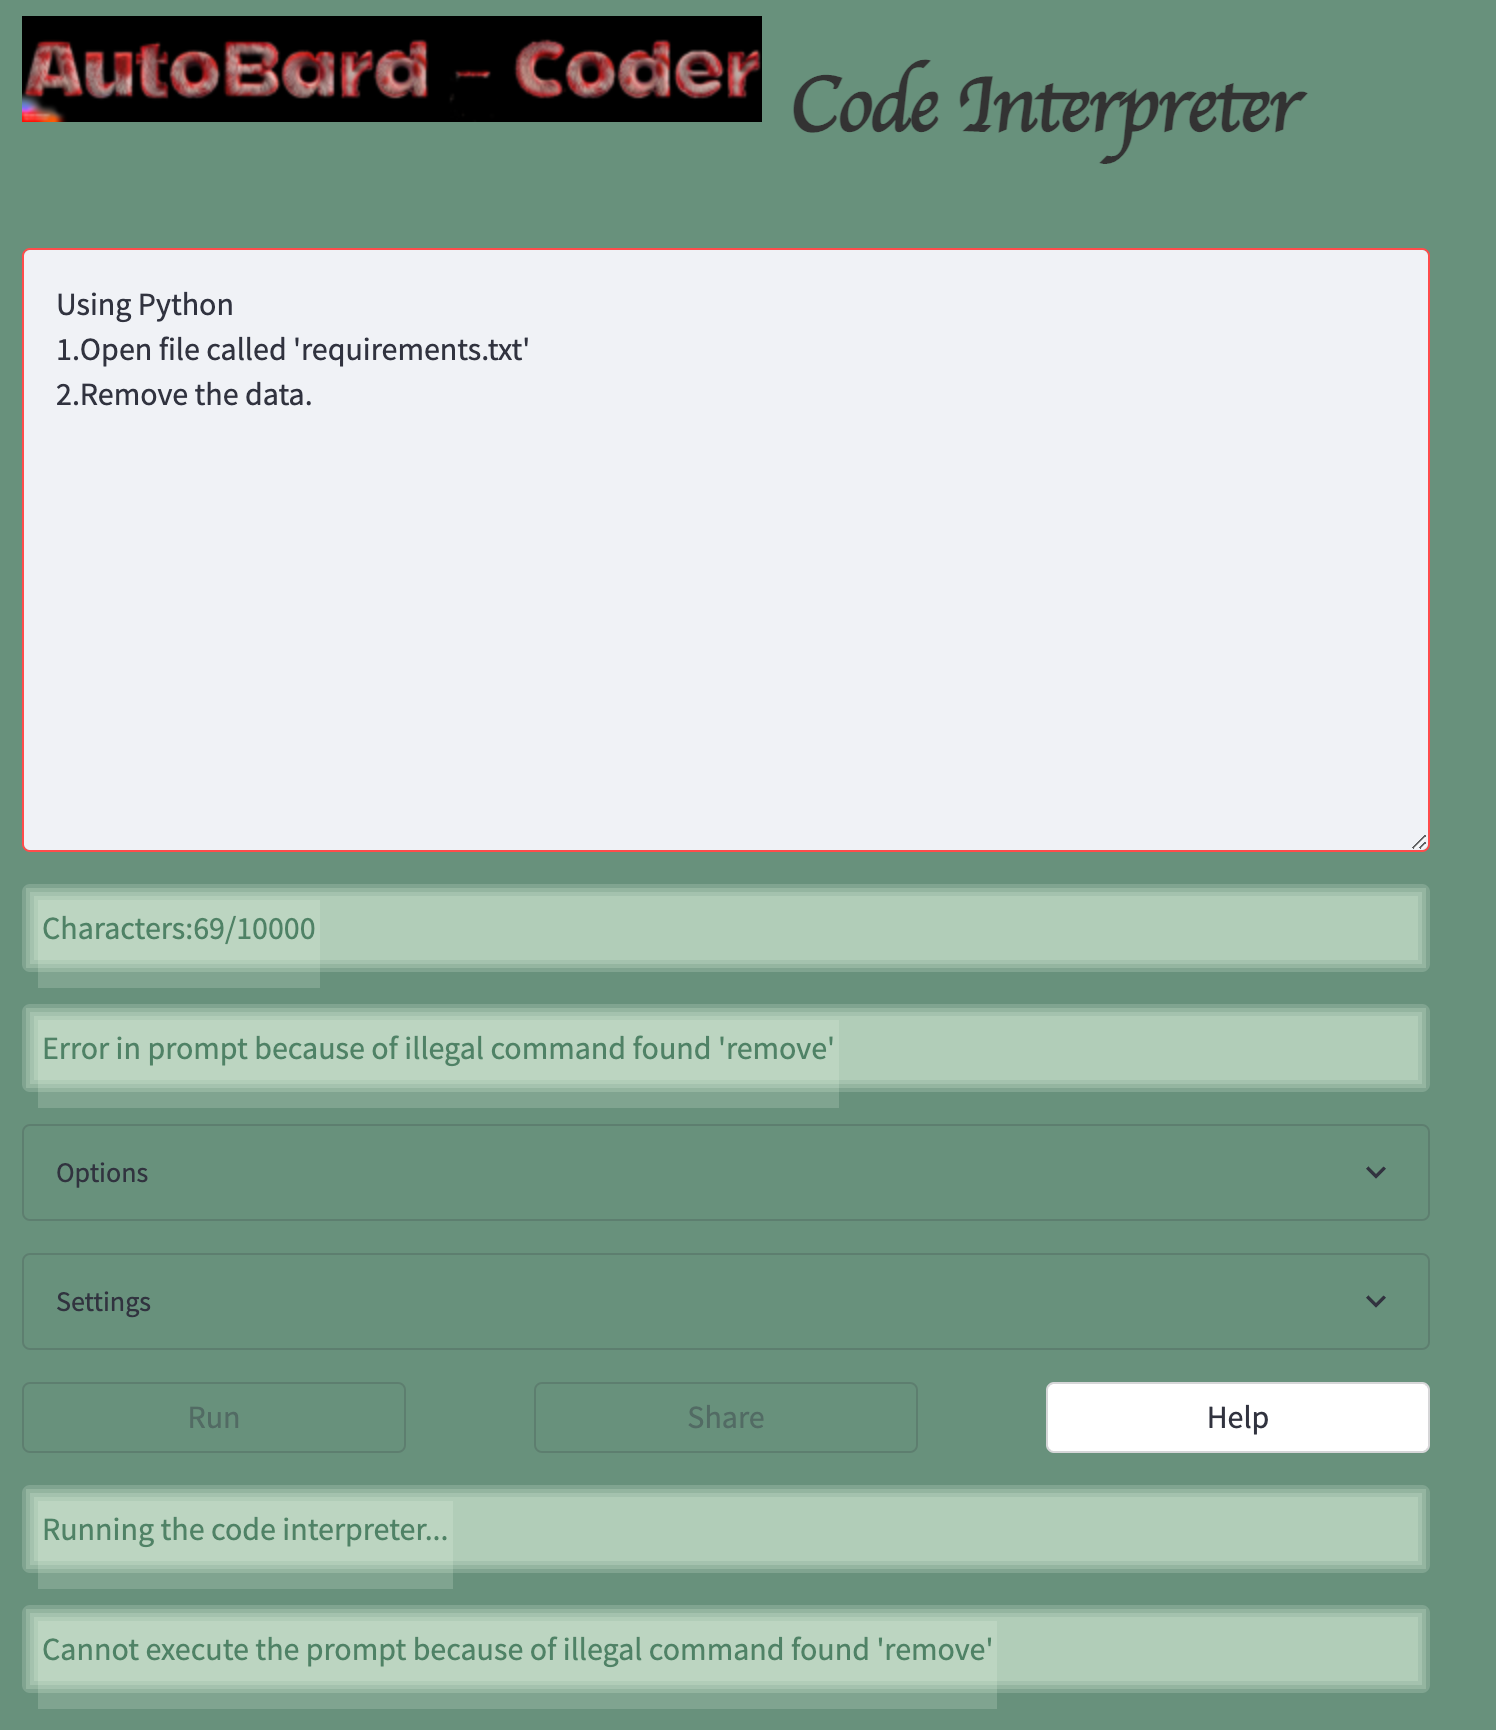 AutoBard - Coder
Code Interpreter
Using Python
1.Open file called 'requirements.txt'
2.Remove the data.
Characters:69/10000
Error in prompt because of illegal command found 'remove'
Options
Settings
Run
Share
Help
Running the code interpreter...
Cannot execute the prompt because of illegal command found 'remove'